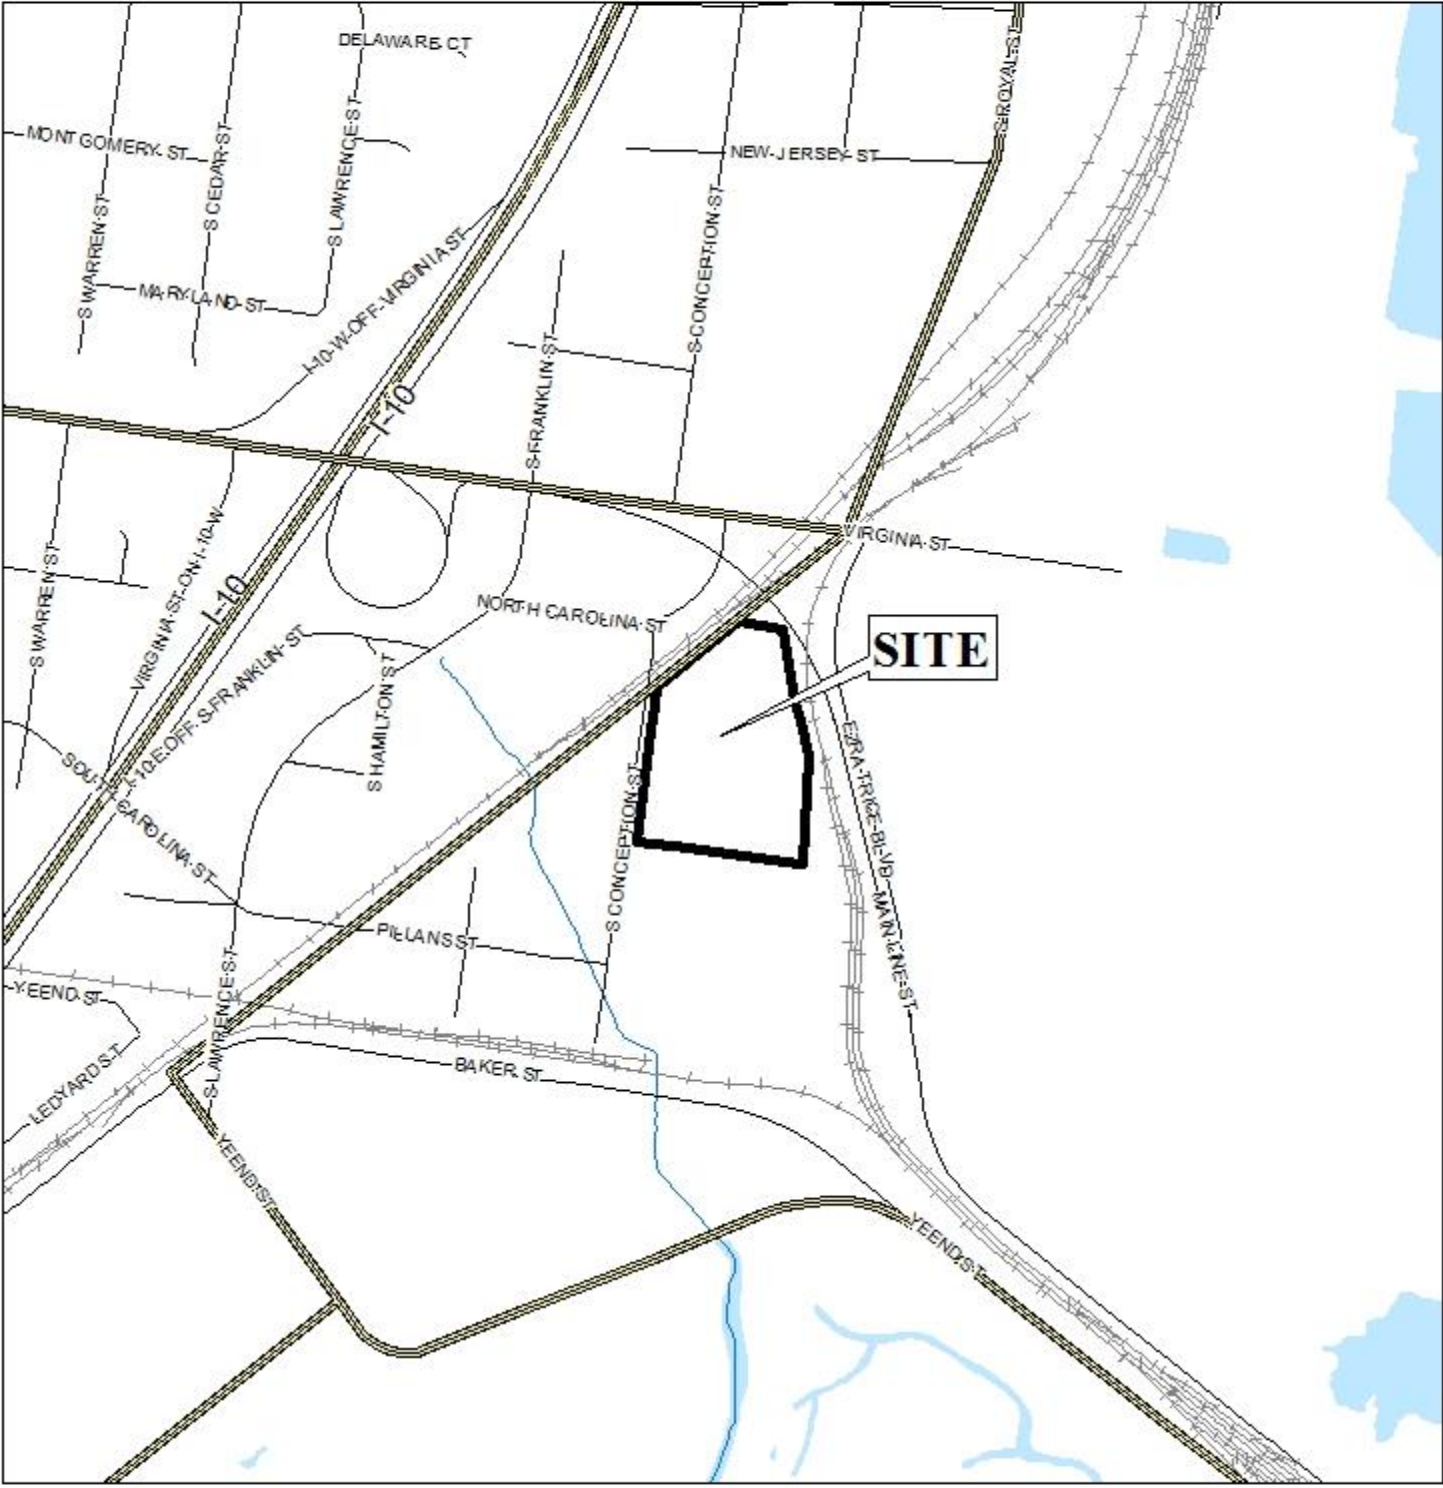 DELAWARE CT
S ROYAL ST
MONTGOMERY ST
S CEDAR ST
S LAWRENCE ST
NEW JERSEY ST
S WARREN ST
S CONCEPTION ST
MARYLAND ST
I-10-W-OFF-VIRGINIA ST
I-10
S FRANKLIN ST
VIRGINIA ST
S WARREN ST
VIRGINIA-ST-ON-I-10-W
I-10
NORTH CAROLINA ST
SITE
I-10-E-OFF-S-FRANKLIN-ST
S HAMILTON ST
SOUTH CAROLINA ST
S CONCEPTION ST
EZRA-TRICE-BLVD
MAIN LINE ST
PILLANS ST
S LAWRENCE ST
YEEND ST
LEDYARD ST
BAKER ST
YEEND ST
YEEND ST